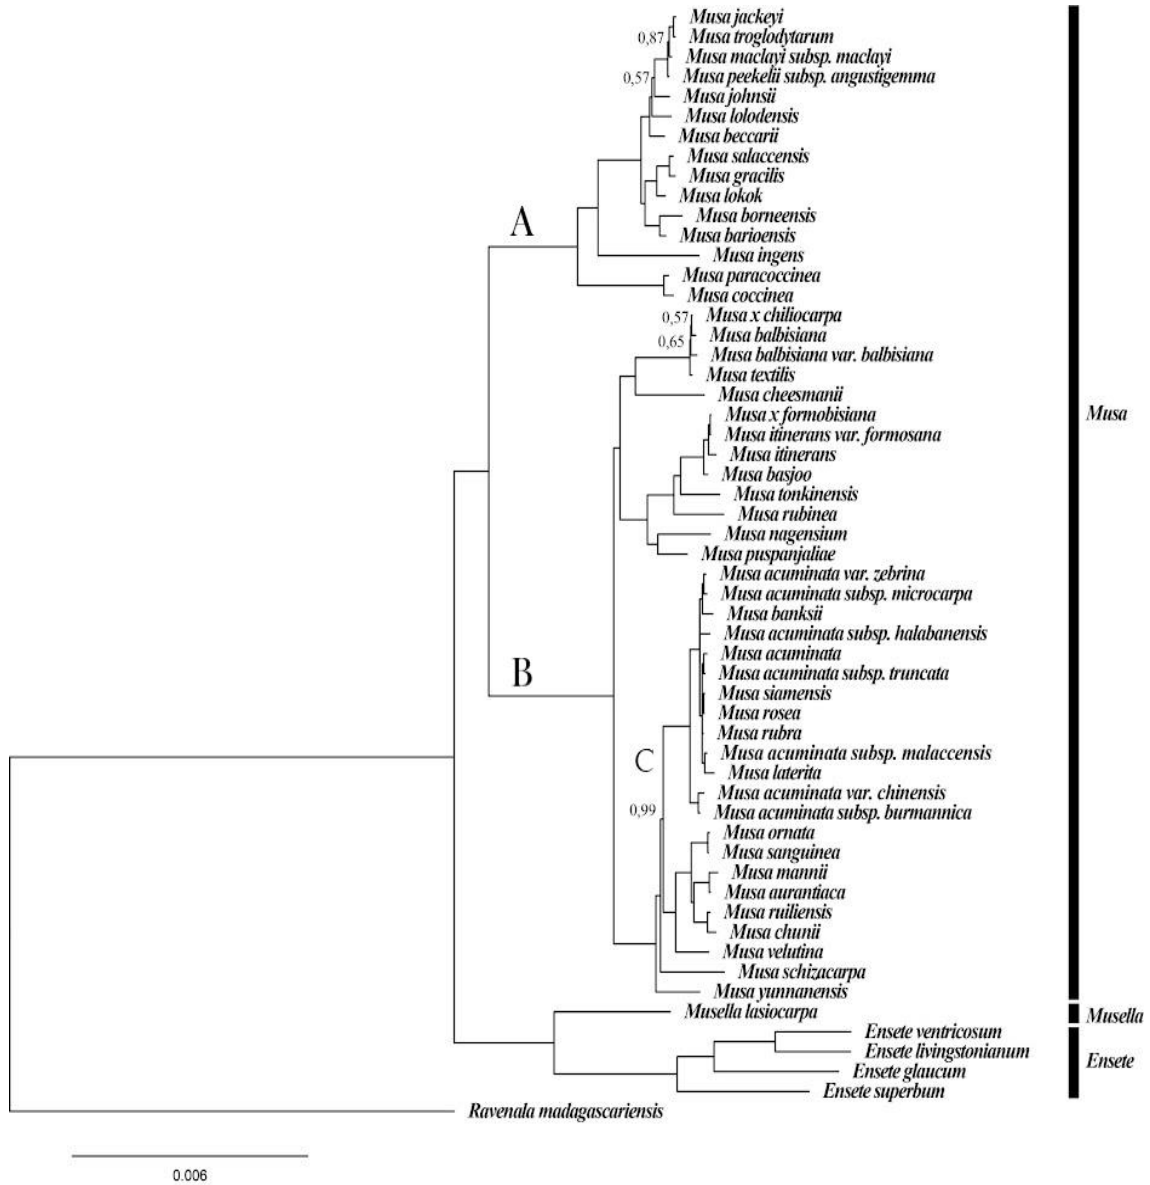 Musa jackeyi
0,87
Musa troglodytarum
Musa maclayi subsp. maclayi
0,57
Musa peekelii subsp. angustigemma
Musa johnsii
Musa lolodensis
Musa beccarii
Musa salaccensis
Musa gracilis
Musa lokok
A
Musa borneensis
Musa barioensis
Musa ingens
Musa paracoccinea
Musa coccinea
0,57
Musa x chiliocarpa
0,65
Musa balbisiana
Musa balbisiana var. balbisiana
Musa textilis
Musa cheesmanii
Musa x formobisiana
Musa
Musa itinerans var. formosana
Musa itinerans
Musa basjoo
Musa tonkinensis
Musa rubinea
Musa nagensium
Musa puspanjaliae
Musa acuminata var. zebrina
Musa acuminata subsp. microcarpa
Musa banksii
Musa acuminata subsp. halabanensis
Musa acuminata
B
Musa acuminata subsp. truncata
Musa siamensis
Musa rosea
Musa rubra
C
Musa acuminata subsp. malaccensis
Musa laterita
Musa acuminata var. chinensis
0,99
Musa acuminata subsp. burmannica
Musa ornata
Musa sanguinea
Musa mannii
Musa aurantiaca
Musa ruiliensis
Musa chunii
Musa velutina
Musa schizacarpa
Musa yunnanensis
Musella lasiocarpa
Musella
Ensete ventricosum
Ensete livingstonianum
Ensete
Ensete glaucum
Ensete superbum
Ravenala madagascariensis
0.006